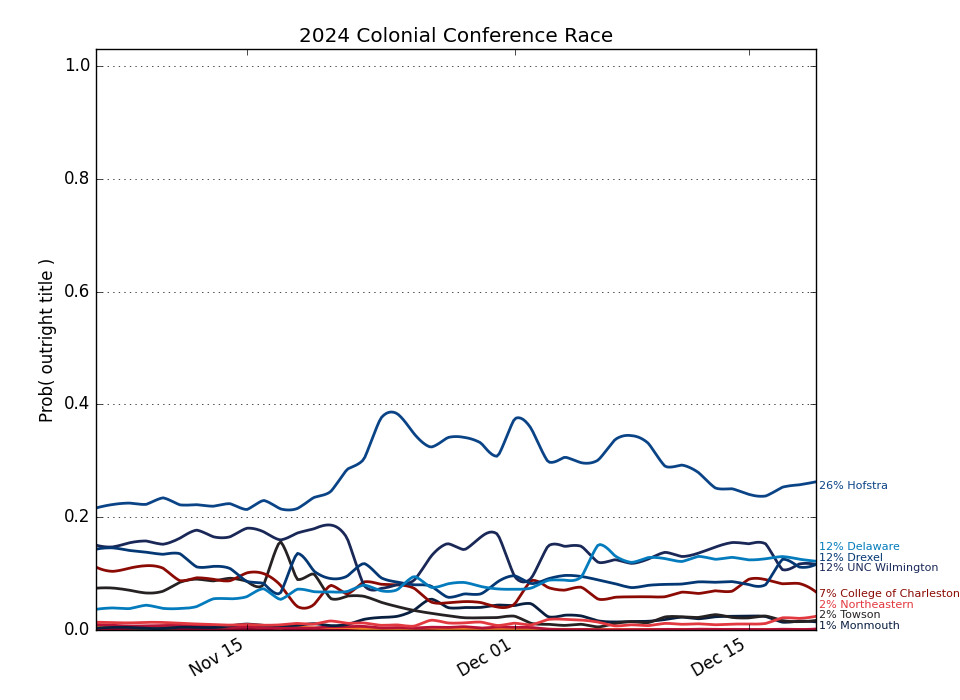 2024 Colonial Conference Race
Prob( outright title )
1.0
0.8
0.6
0.4
0.2
0.0
26% Hofstra
12% Delaware
12% Drexel
12% UNC Wilmington
7% College of Charleston
2% Northeastern
2% Towson
1% Monmouth
Nov 15
Dec 01
Dec 15